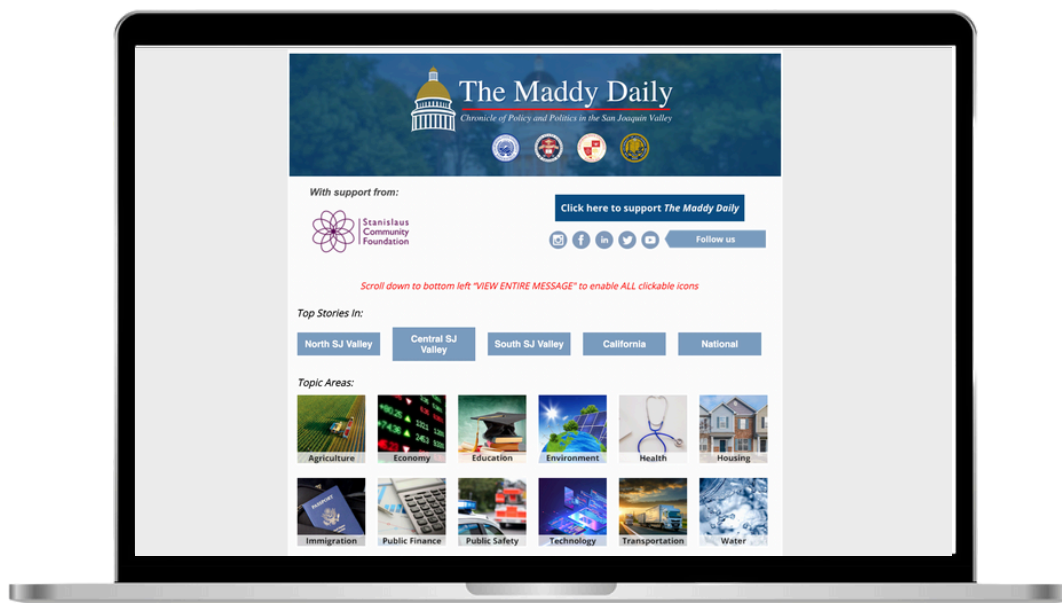 The Maddy Daily
Chronicle of Policy and Politics in the San Joaquin Valley
With support from:
Stanislaus
Community
Foundation
Click here to support The Maddy Daily
Follow us
Scroll down to bottom left "VIEW ENTIRE MESSAGE" to enable ALL clickable icons
Top Stories In:
North SJ Valley
Central SJ
Valley
South SJ Valley
California
National
Topic Areas:
Agriculture
Economy
Education
Environment
Health
Housing
PASSPORT
Immigration
Public Finance
Public Safety
Technology
Transportation
Water